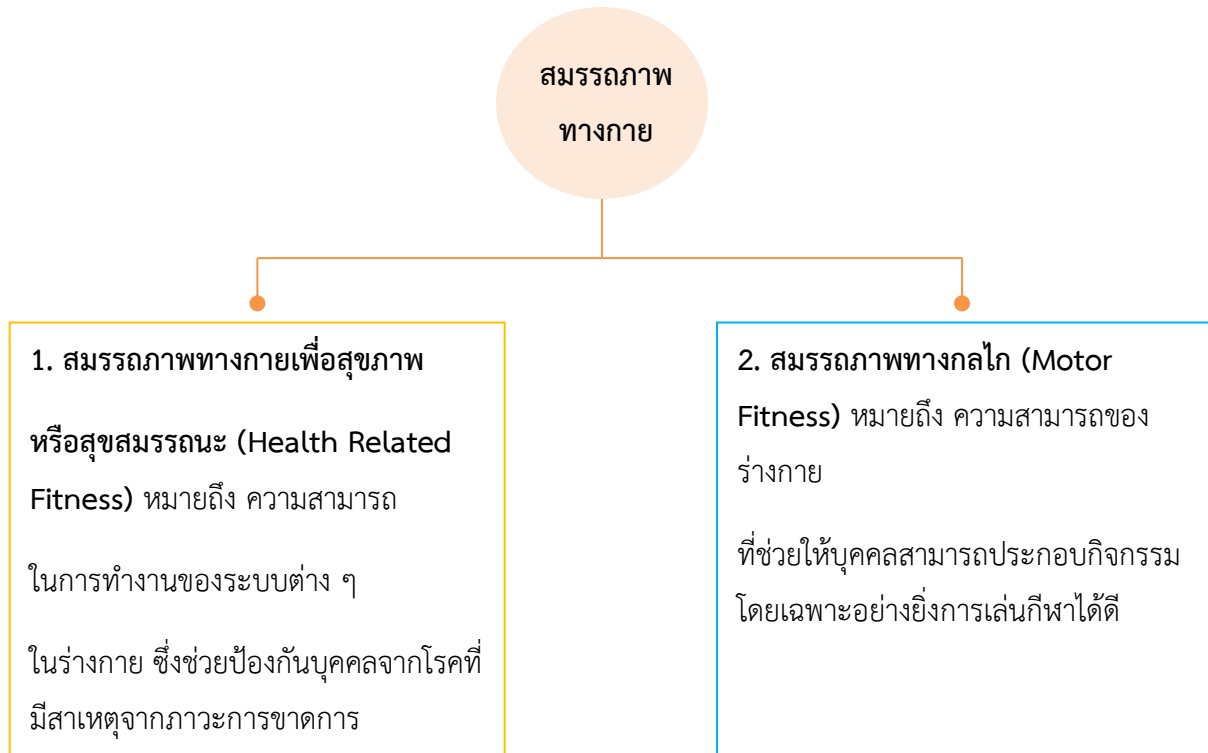 สมรรถภาพ
ทางกาย
1. สมรรถภาพทางกายเพื่อสุขภาพ
หรือสุขสมรรถนะ (Health Related
Fitness) หมายถึง ความสามารถ
ในการทำงานของระบบต่าง ๆ
ในร่างกาย ซึ่งช่วยป้องกันบุคคลจากโรคที่
มีสาเหตุจากภาวะการขาดการ
2. สมรรถภาพทางกลไก (Motor
Fitness) หมายถึง ความสามารถของ
ร่างกาย
ที่ช่วยให้บุคคลสามารถประกอบกิจกรรม
โดยเฉพาะอย่างยิ่งการเล่นกีฬาได้ดี